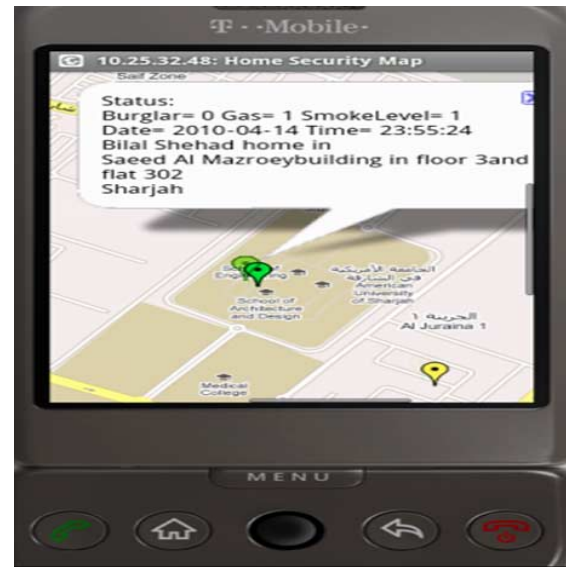 T - -Mobile-
10.25.32.48: Home Security Map
Saif Zone
Status:
Burglar= 0 Gas= 1 SmokeLevel= 1
Date= 2010-04-14 Time= 23:55:24
Bilal Shehad home in
Saeed Al Mazroeybuilding in floor 3and
flat 302
Sharjah
Engineering
الجامعة الأمريكية
في الشارقة
American
University
of Sharjah
School of
Architecture
and Design
الجرينة ١
Al Juraina 1
Medical
College
MENU